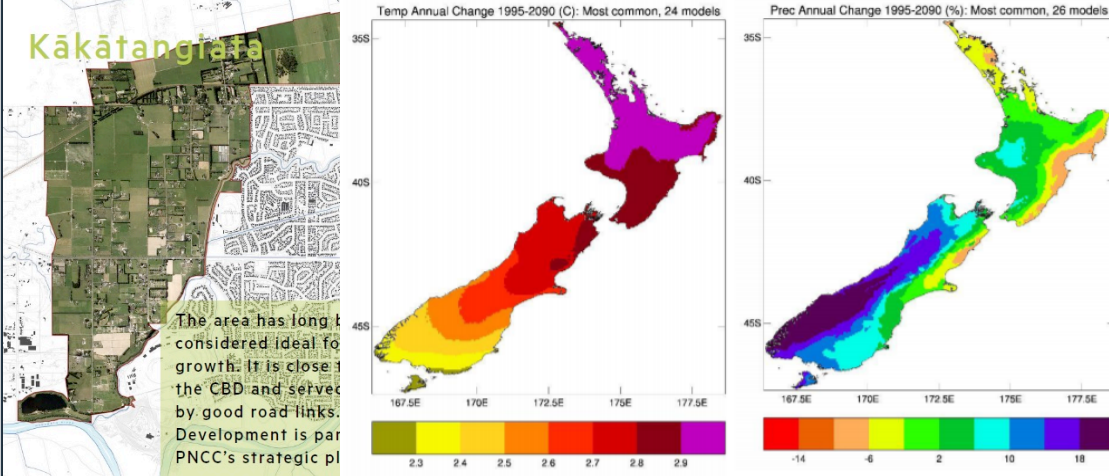 Kākātangiata
The area has long
considered ideal fo
growth. It is close
the CBD and served
by good road links.
Development is par
PNCC's strategic pl
Temp Annual Change 1995-2090 (C): Most common, 24 models
35S
40S
45S
167.5E 170E 172.5E 175E 177.5E
2.3 2.4 2.5 2.6 2.7 2.8 2.9
Prec Annual Change 1995-2090 (%): Most common, 26 models
35S
40S
45S
167.5E 170E 172.5E 175E 177.5E
-14 -6 2 10 18